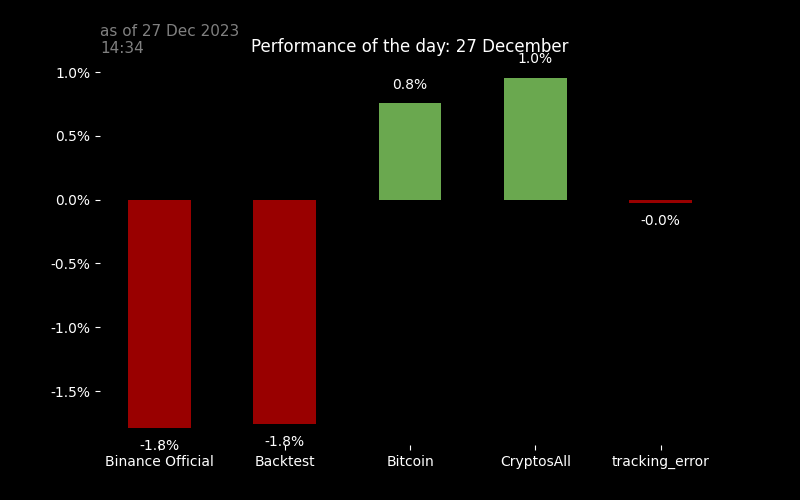 as of 27 Dec 2023
14:34
Performance of the day: 27 December
1.0%
0.8%
1.0%
0.5%
0.0%
-0.0%
-0.5%
-1.0%
-1.5%
-1.8%
-1.8%
Binance Official
Backtest
Bitcoin
CryptosAll
tracking_error